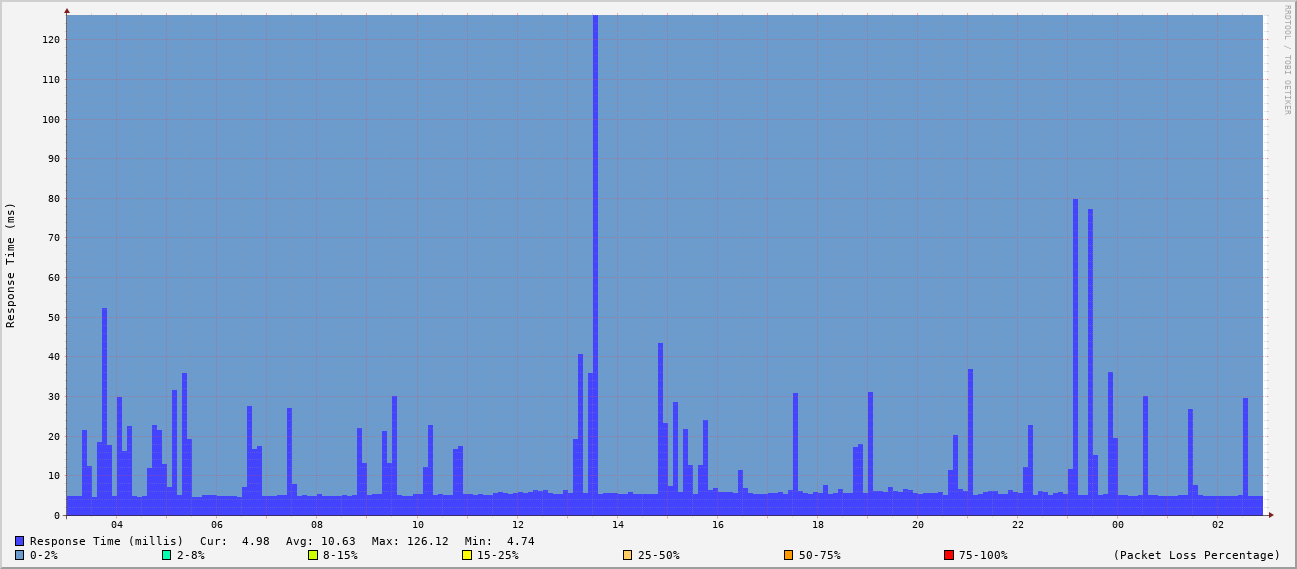 RRDTOOL / TOBI OETIKER
Response Time (ms)
120
110
100
90
80
70
60
50
40
30
20
10
0
04 06 08 10 12 14 16 18 20 22 00 02
Response Time (millis) Cur: 4.98 Avg: 10.63 Max: 126.12 Min: 4.74
0-2% 2-8% 8-15% 15-25% 25-50% 50-75% 75-100% (Packet Loss Percentage)